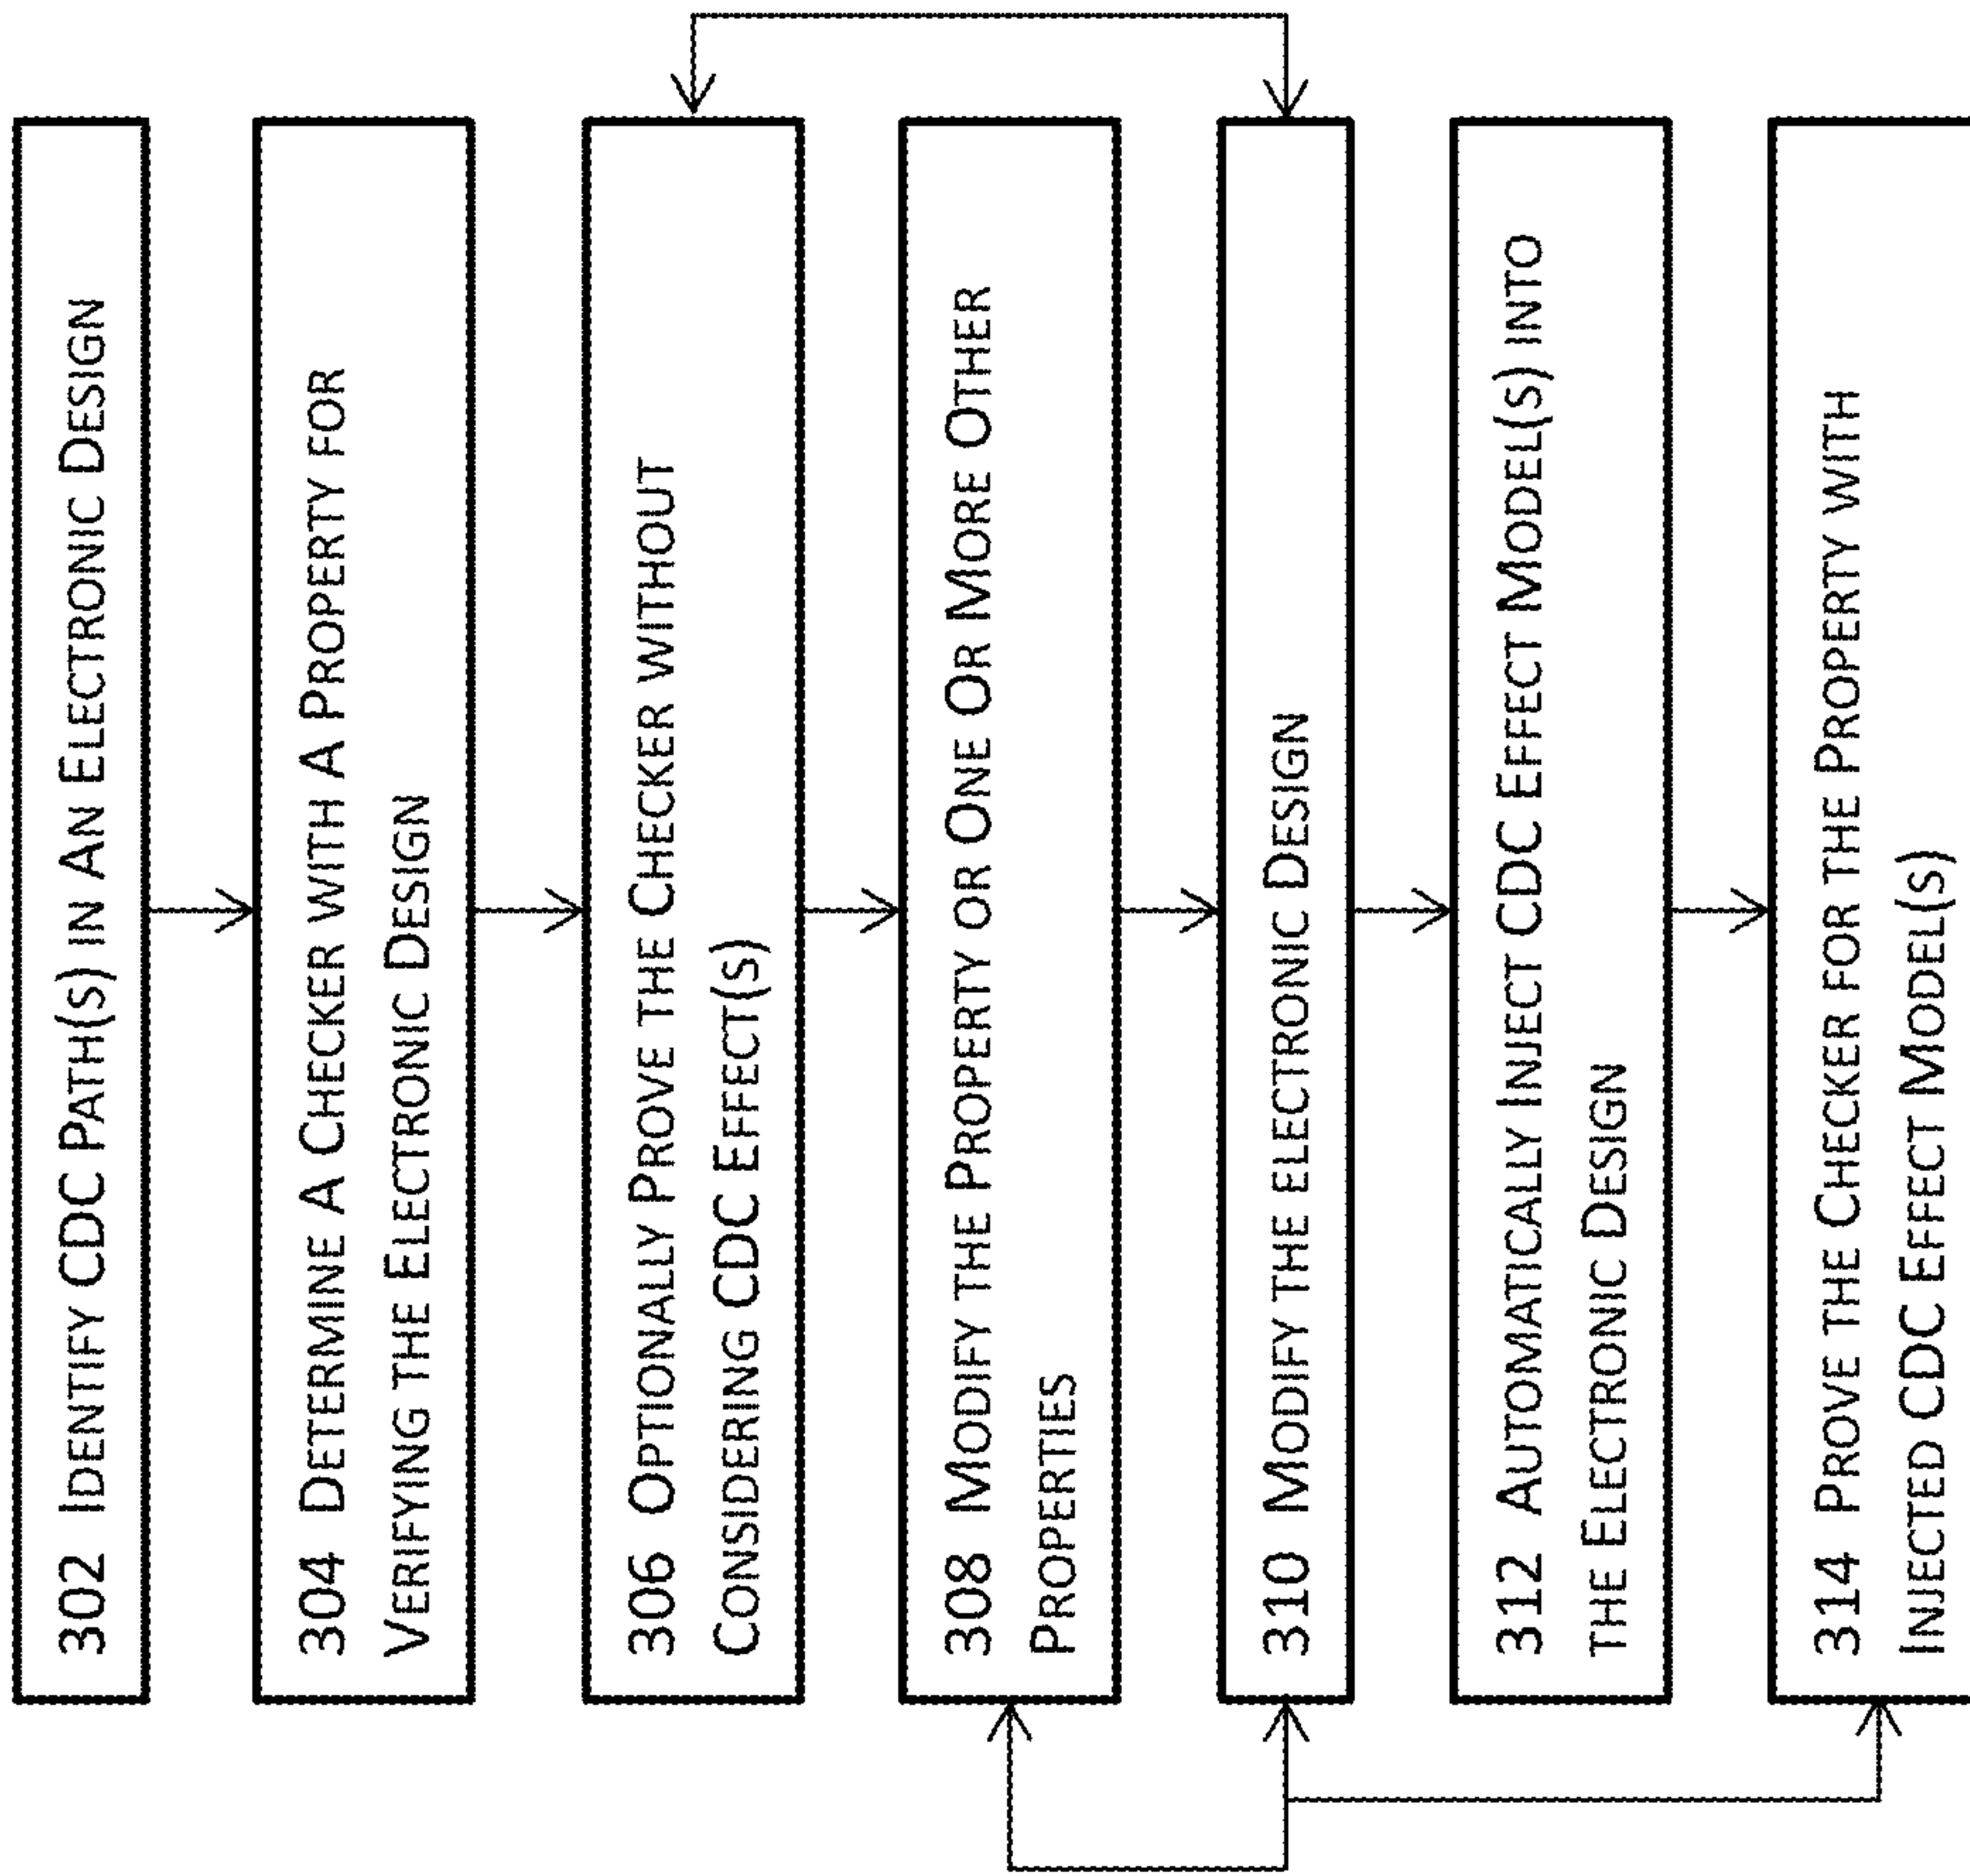 302 IDENTIFY CDC PATH(S) IN AN ELECTRONIC DESIGN
304 DETERMINE A CHECKER WITH A PROPERTY FOR
VERIFYING THE ELECTRONIC DESIGN
306 OPTIONALLY PROVE THE CHECKER WITHOUT
CONSIDERING CDC EFFECT(S)
308 MODIFY THE PROPERTY OR ONE OR MORE OTHER
PROPERTIES
310 MODIFY THE ELECTRONIC DESIGN
312 AUTOMATICALLY INJECT CDC EFFECT MODEL(S) INTO
THE ELECTRONIC DESIGN
314 PROVE THE CHECKER FOR THE PROPERTY WITH
INJECTED CDC EFFECT MODEL(S)